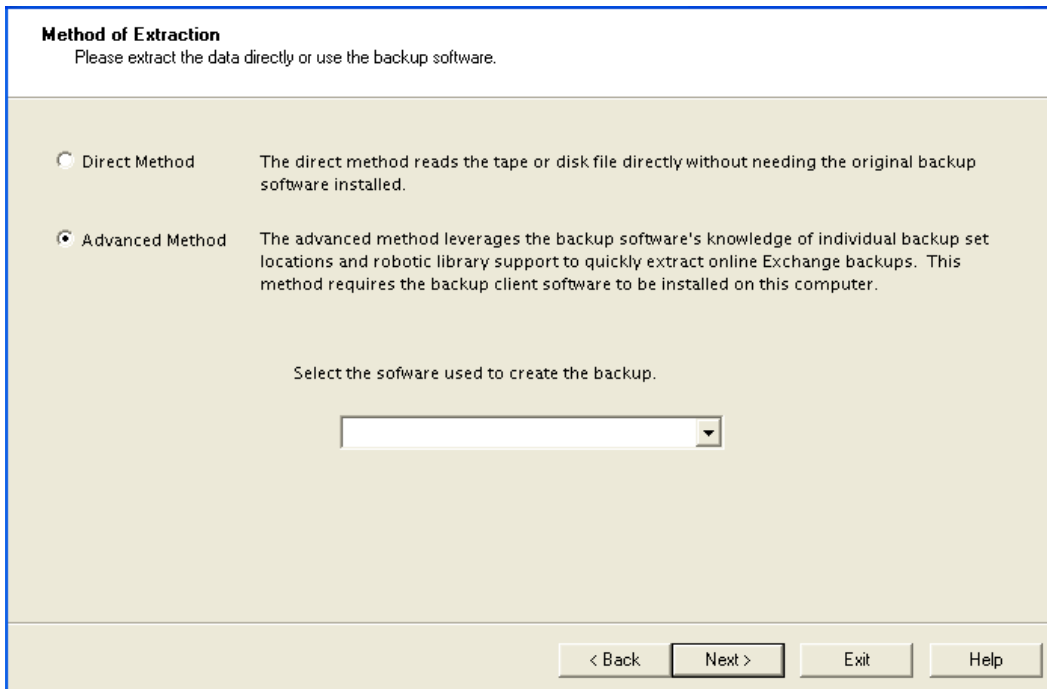 Method of Extraction
Please extract the data directly or use the backup software.
Direct Method
The direct method reads the tape or disk file directly without needing the original backup
software installed.
Advanced Method
The advanced method leverages the backup software's knowledge of individual backup set
locations and robotic library support to quickly extract online Exchange backups.  This
method requires the backup client software to be installed on this computer.
Select the sofware used to create the backup.
< Back
Next >
Exit
Help